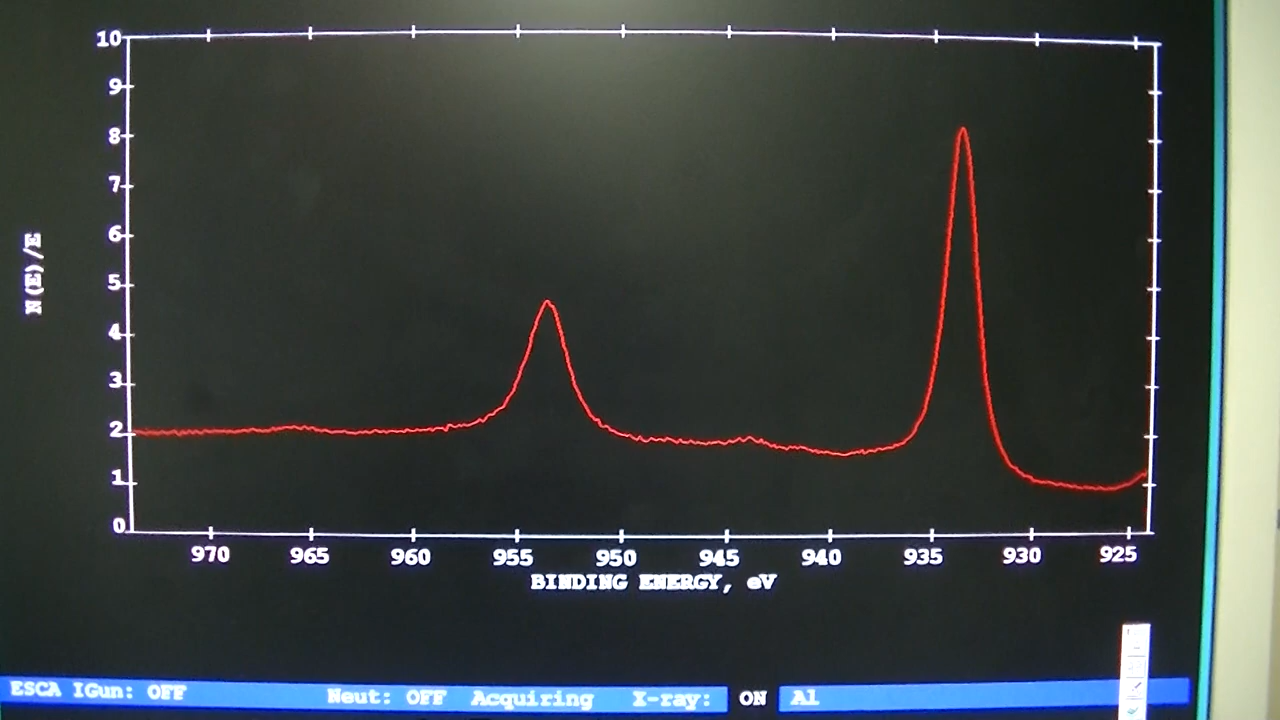 10
9
8
7
6
5
4
3
2
1
0
N(E)/E
970 965 960 955 950 945 940 935 930 925
BINDING ENERGY, eV
ESCA IGun: OFF Neut: OFF Acquiring X-ray: ON Al